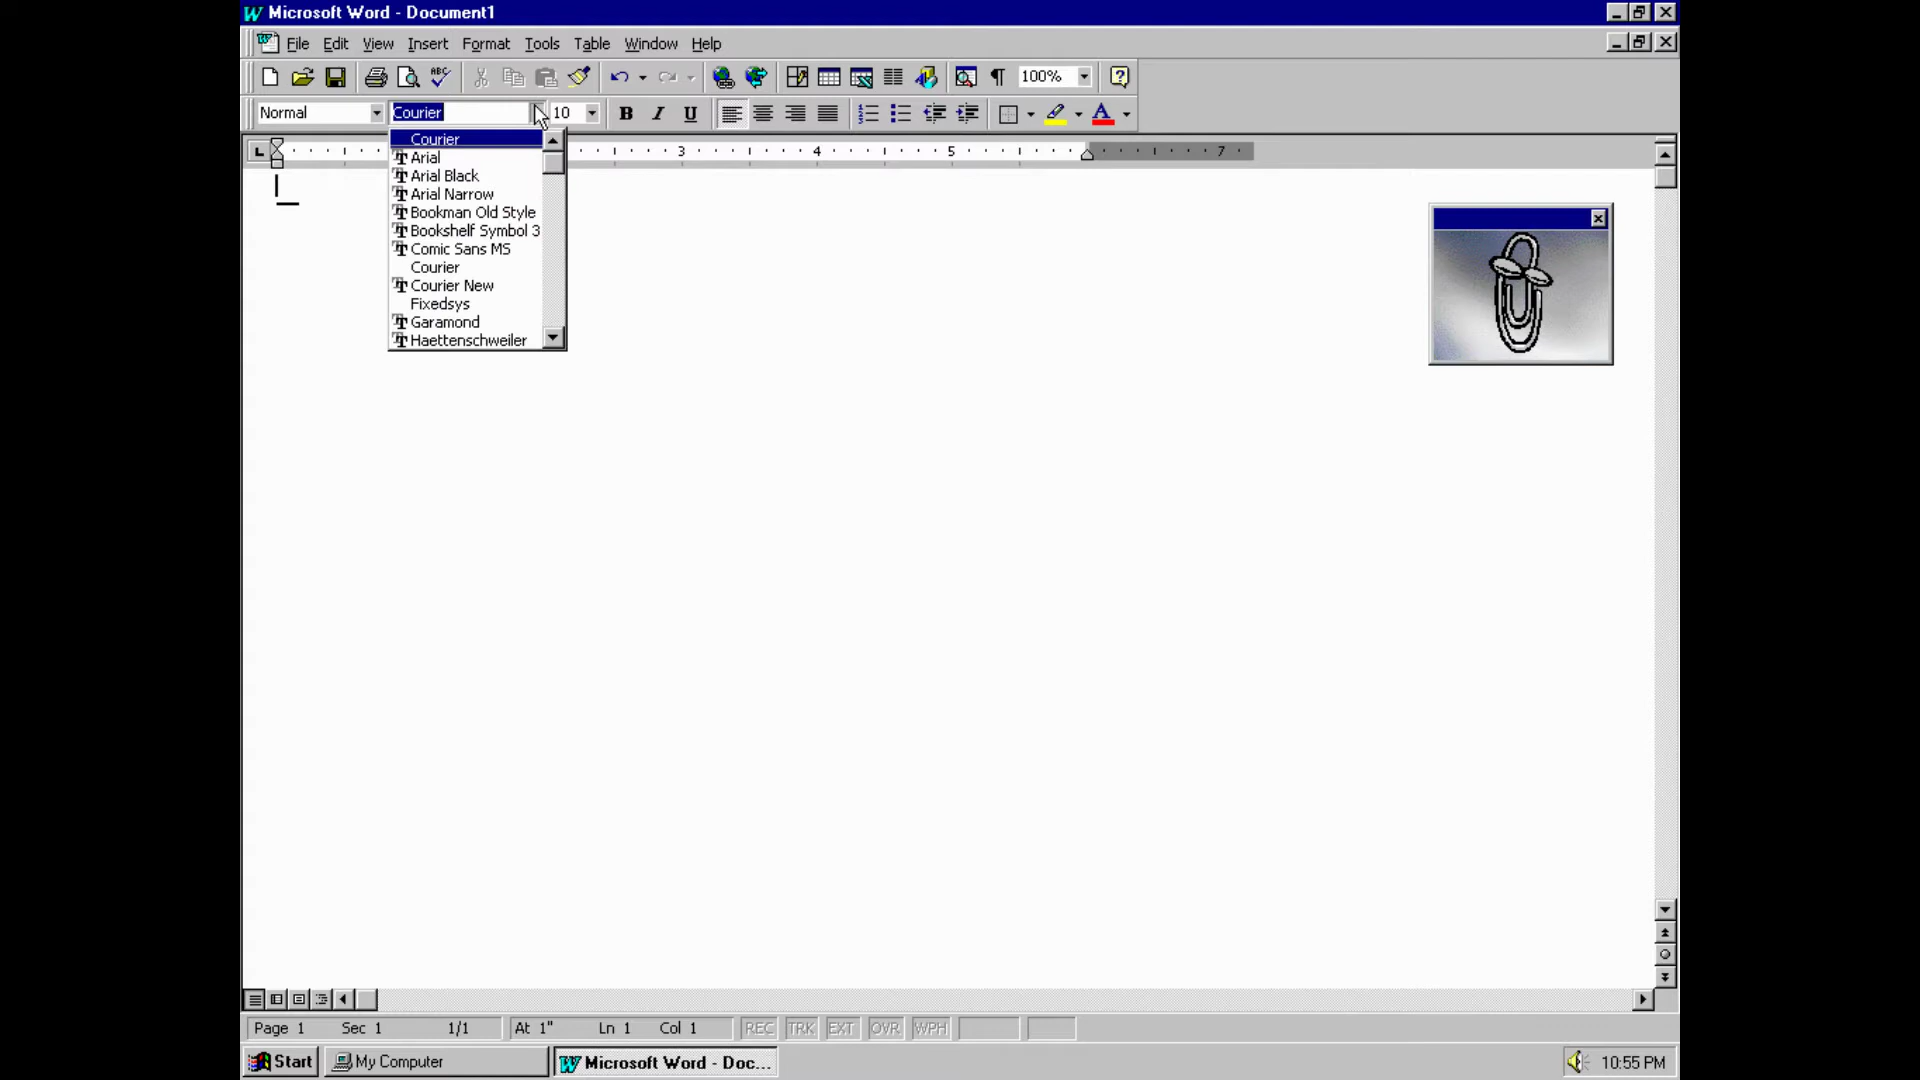 Microsoft Word - Document1
File Edit View Insert Format Tools Table Window Help
ABC 100%
Normal Courier 10 B I U A
Courier
3 4 5 7
Arial
Arial Black
Arial Narrow
Bookman Old Style
Bookshelf Symbol 3
Comic Sans MS
Courier
Courier New
Fixedsys
Garamond
Haettenschweiler
Page 1 Sec 1 1/1 At 1" Ln 1 Col 1 REC TRK EXT OVR WPH
Start My Computer Microsoft Word - Doc... 10:55 PM